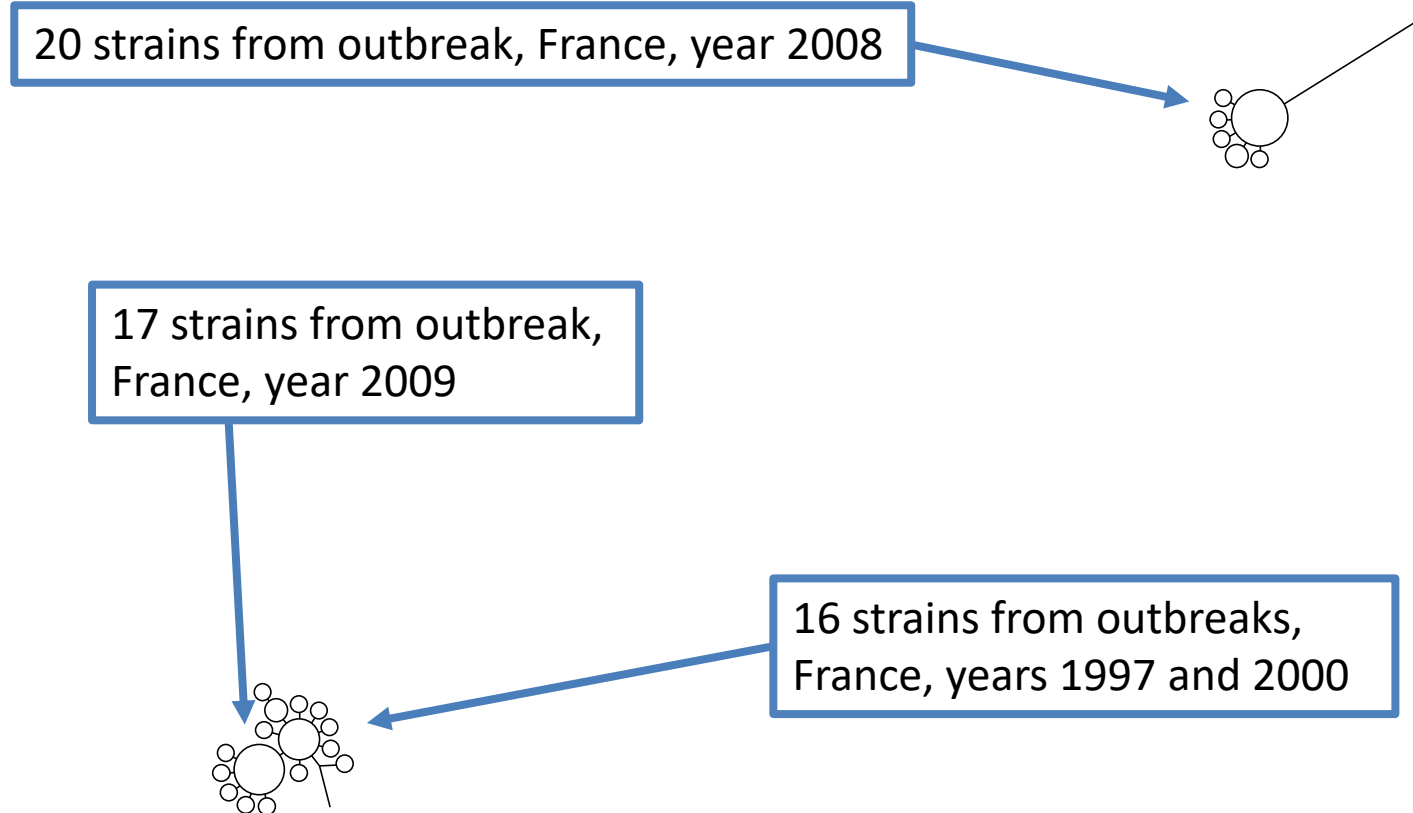 20 strains from outbreak, France, year 2008
17 strains from outbreak,
France, year 2009
16 strains from outbreaks,
France, years 1997 and 2000